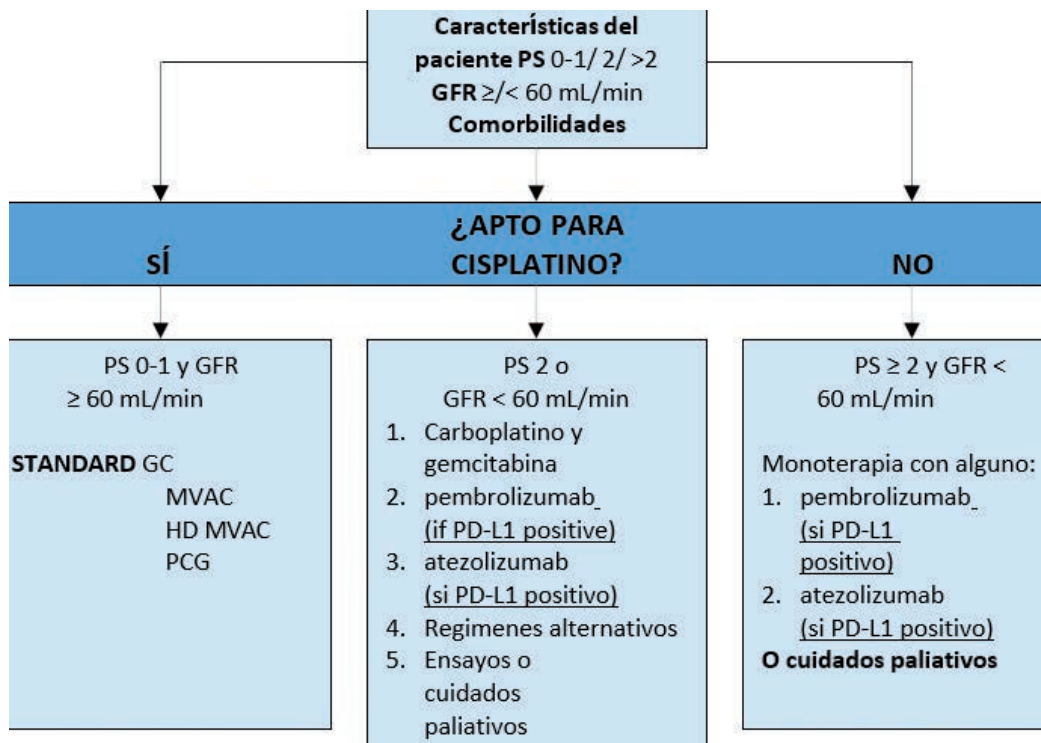 Características del
paciente PS 0-1/ 2/ >2
GFR ≥/< 60 mL/min
Comorbilidades
¿APTO PARA
CISPLATINO?
SÍ
NO
PS 0-1 y GFR
≥ 60 mL/min
STANDARD GC
MVAC
HD MVAC
PCG
PS 2 o
GFR < 60 mL/min
1. Carboplatino y
gemcitabina
2. pembrolizumab
(if PD-L1 positive)
3. atezolizumab
(si PD-L1 positivo)
4. Regimenes alternativos
5. Ensayos o
cuidados
paliativos
PS ≥ 2 y GFR <
60 mL/min
Monoterapia con alguno:
1. pembrolizumab
(si PD-L1
positivo)
2. atezolizumab
(si PD-L1 positivo)
O cuidados paliativos